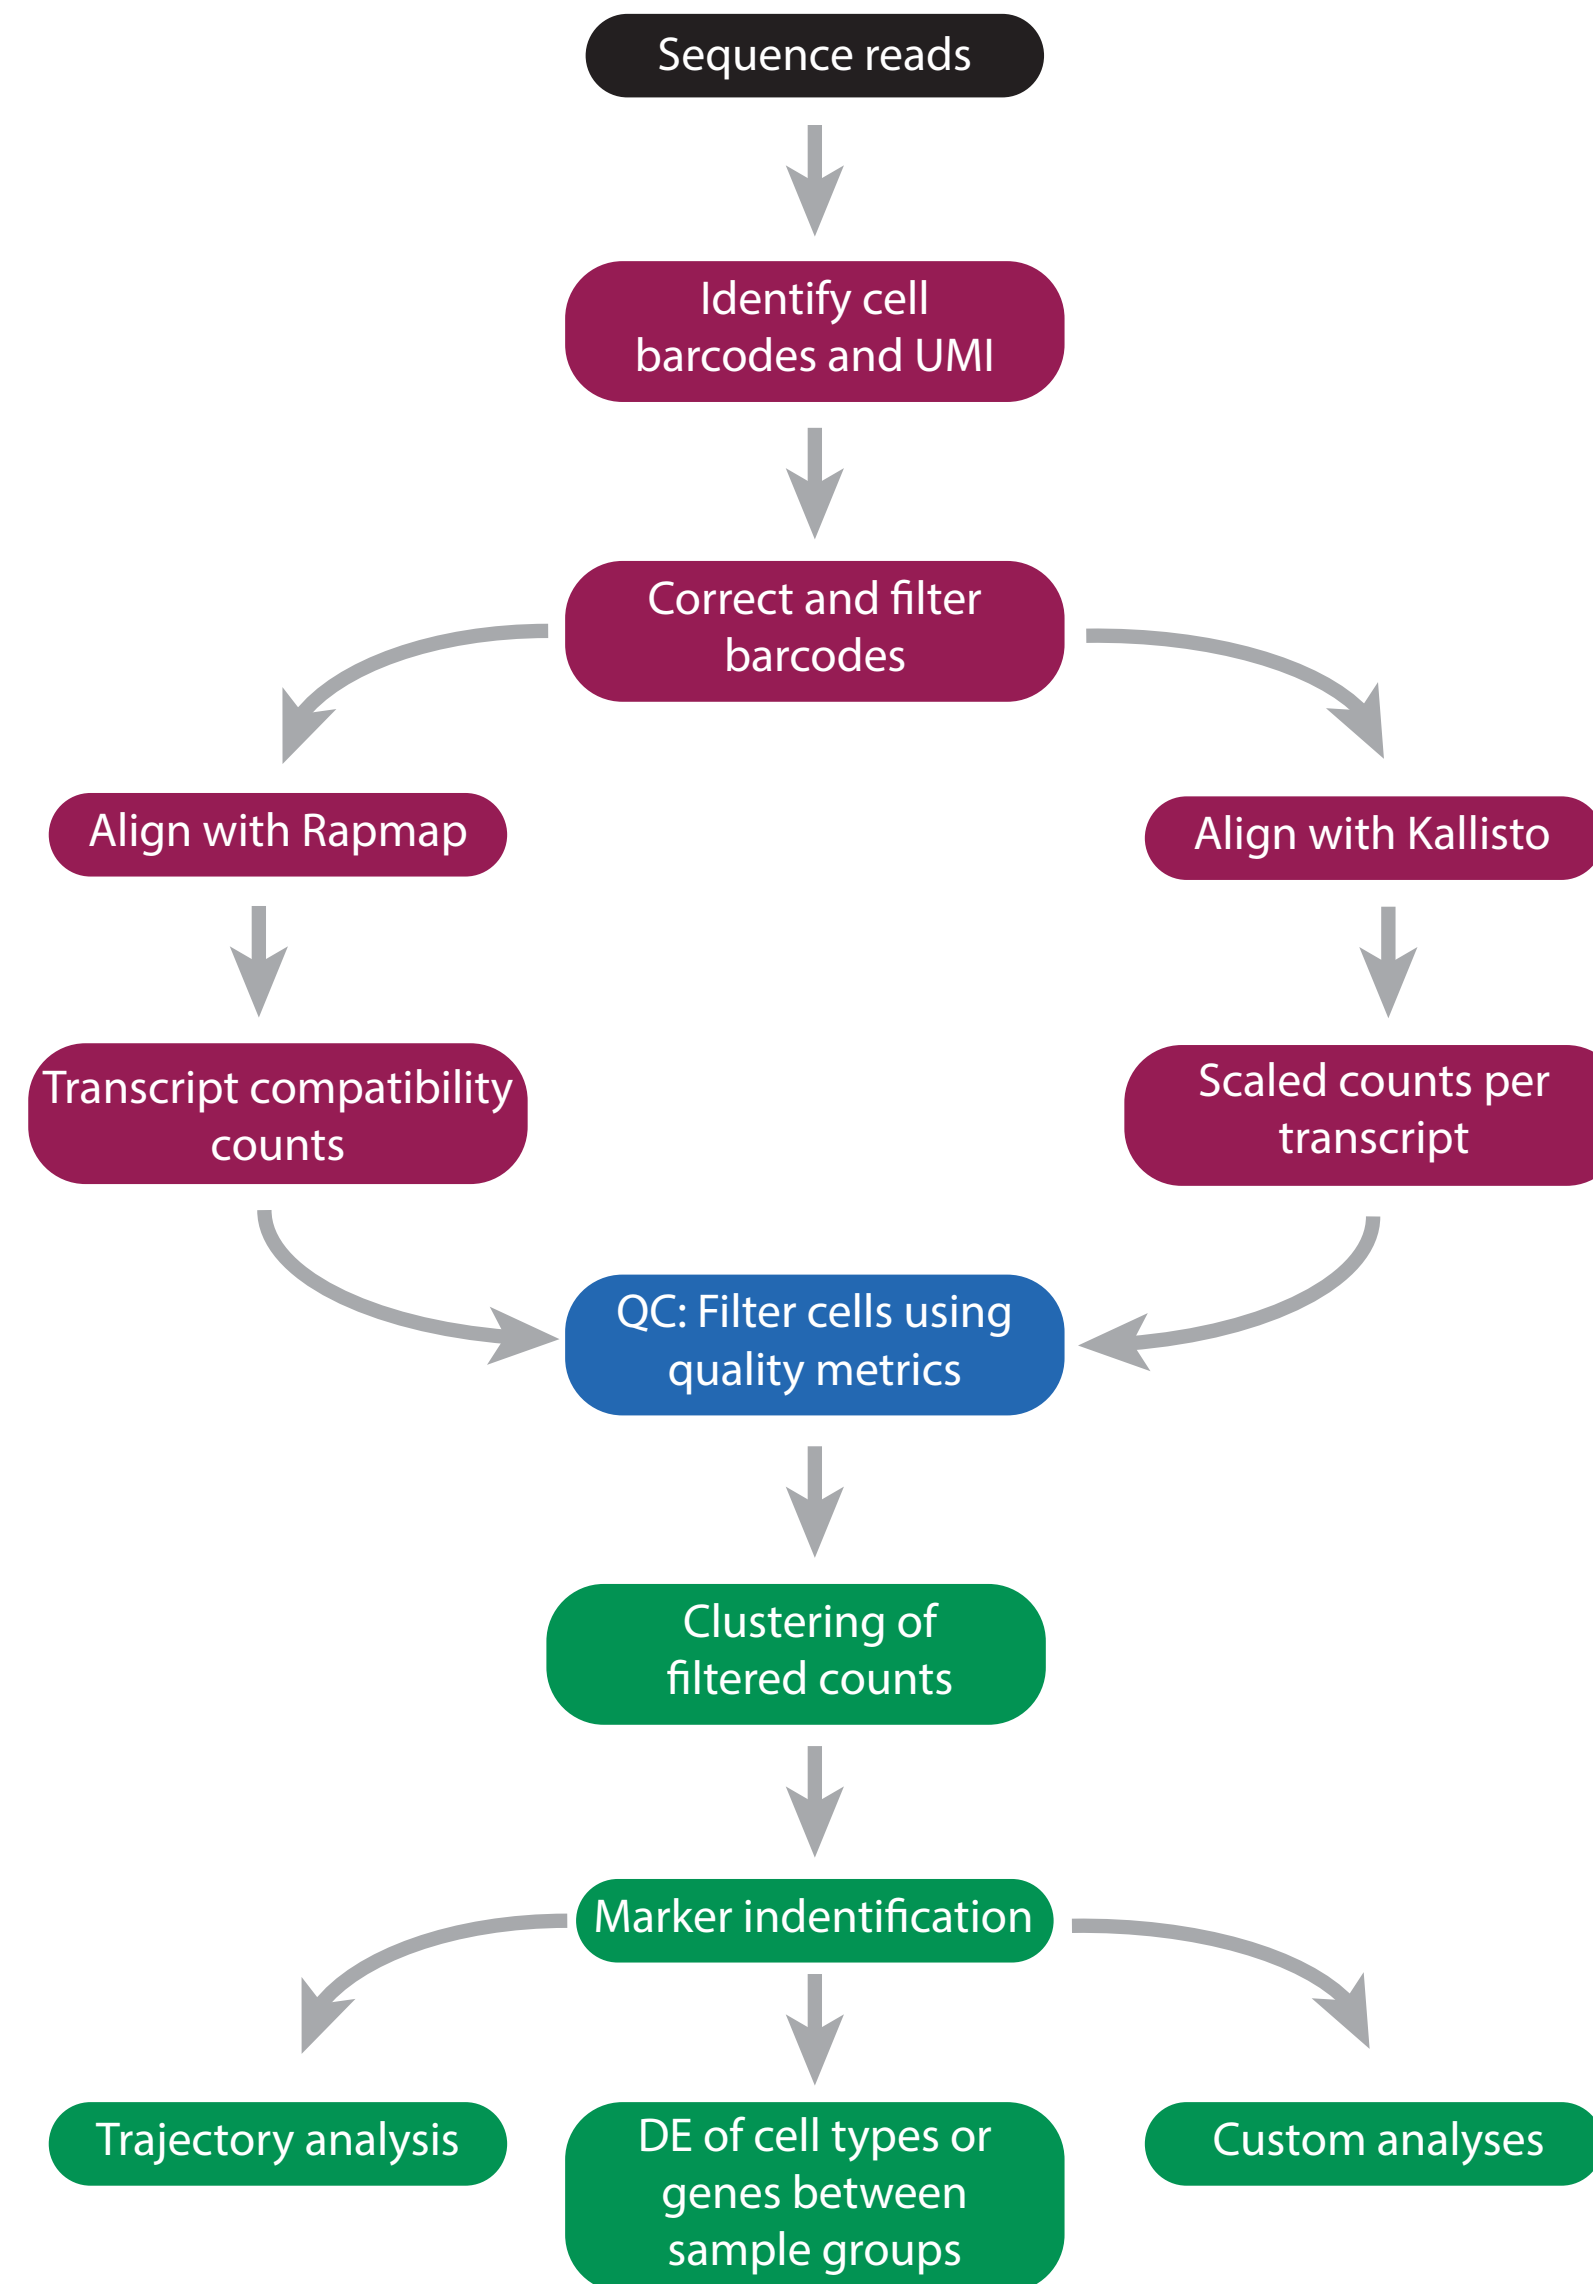 Sequence reads
Identify cell
barcodes and UMI
Correct and filter
barcodes
Align with Rapmap
Align with Kallisto
Transcript compatibility
counts
Scaled counts per
transcript
QC: Filter cells using
quality metrics
Clustering of
filtered counts
Marker indentification
Trajectory analysis
DE of cell types or
genes between
sample groups
Custom analyses